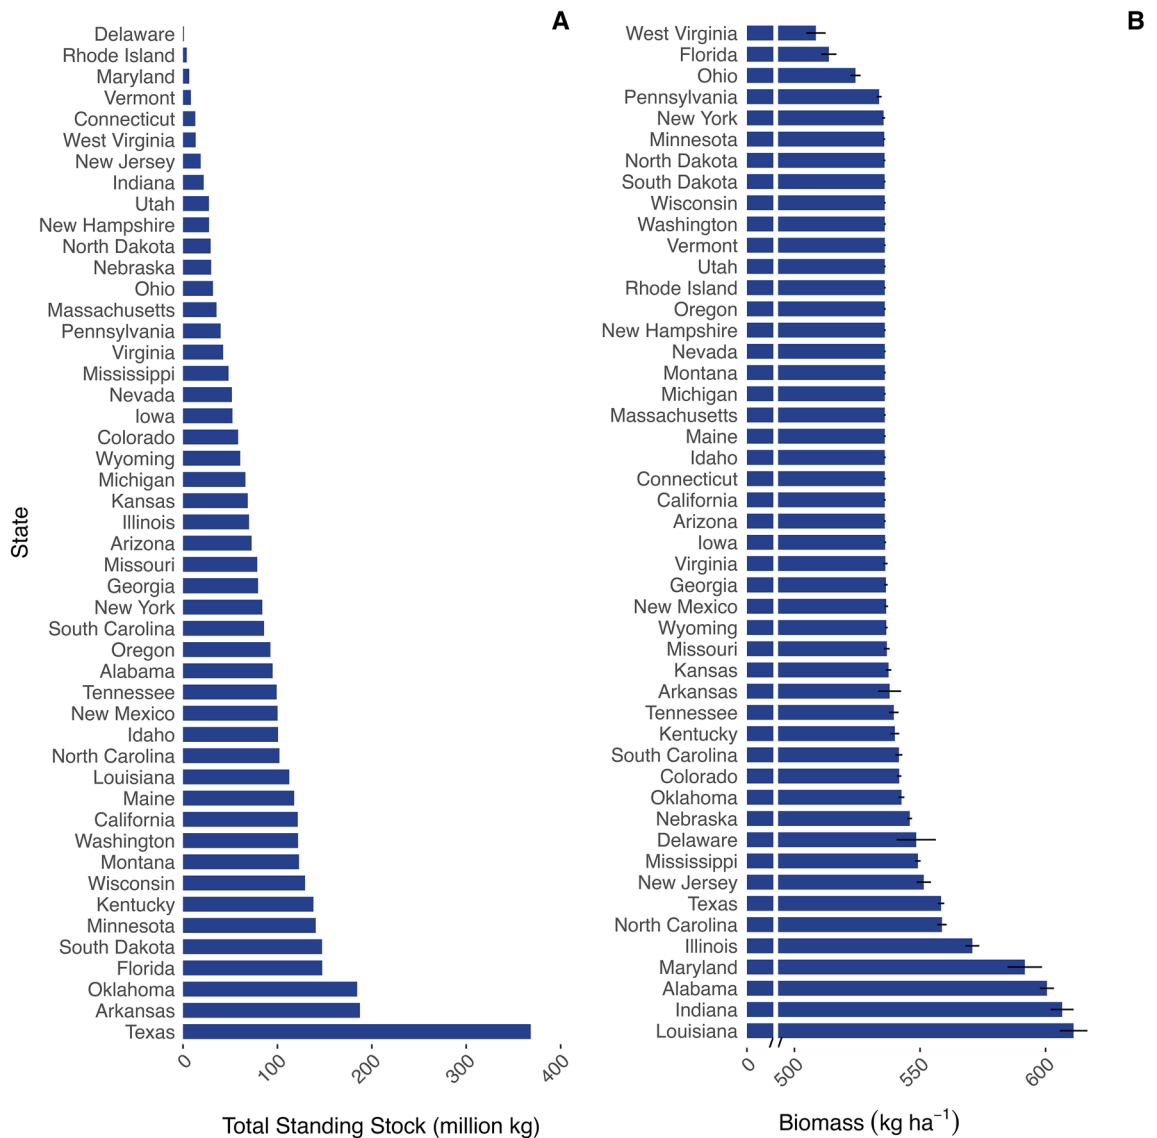 A
Delaware
Rhode Island
Maryland
Vermont
Connecticut
West Virginia
New Jersey
Indiana
Utah
New Hampshire
North Dakota
Nebraska
Ohio
Massachusetts
Pennsylvania
Virginia
Mississippi
Nevada
Iowa
Colorado
Wyoming
Michigan
Kansas
Illinois
Arizona
Missouri
Georgia
New York
South Carolina
Oregon
Alabama
Tennessee
New Mexico
Idaho
North Carolina
Louisiana
Maine
California
Washington
Montana
Wisconsin
Kentucky
Minnesota
South Dakota
Florida
Oklahoma
Arkansas
Texas
State
0 100 200 300 400
Total Standing Stock (million kg)
B
West Virginia
Florida
Ohio
Pennsylvania
New York
Minnesota
North Dakota
South Dakota
Wisconsin
Washington
Vermont
Utah
Rhode Island
Oregon
New Hampshire
Nevada
Montana
Michigan
Massachusetts
Maine
Idaho
Connecticut
California
Arizona
Iowa
Virginia
Georgia
New Mexico
Wyoming
Missouri
Kansas
Arkansas
Tennessee
Kentucky
South Carolina
Colorado
Oklahoma
Nebraska
Delaware
Mississippi
New Jersey
Texas
North Carolina
Illinois
Maryland
Alabama
Indiana
Louisiana
0 // 500 550 600
Biomass (kg ha⁻¹)